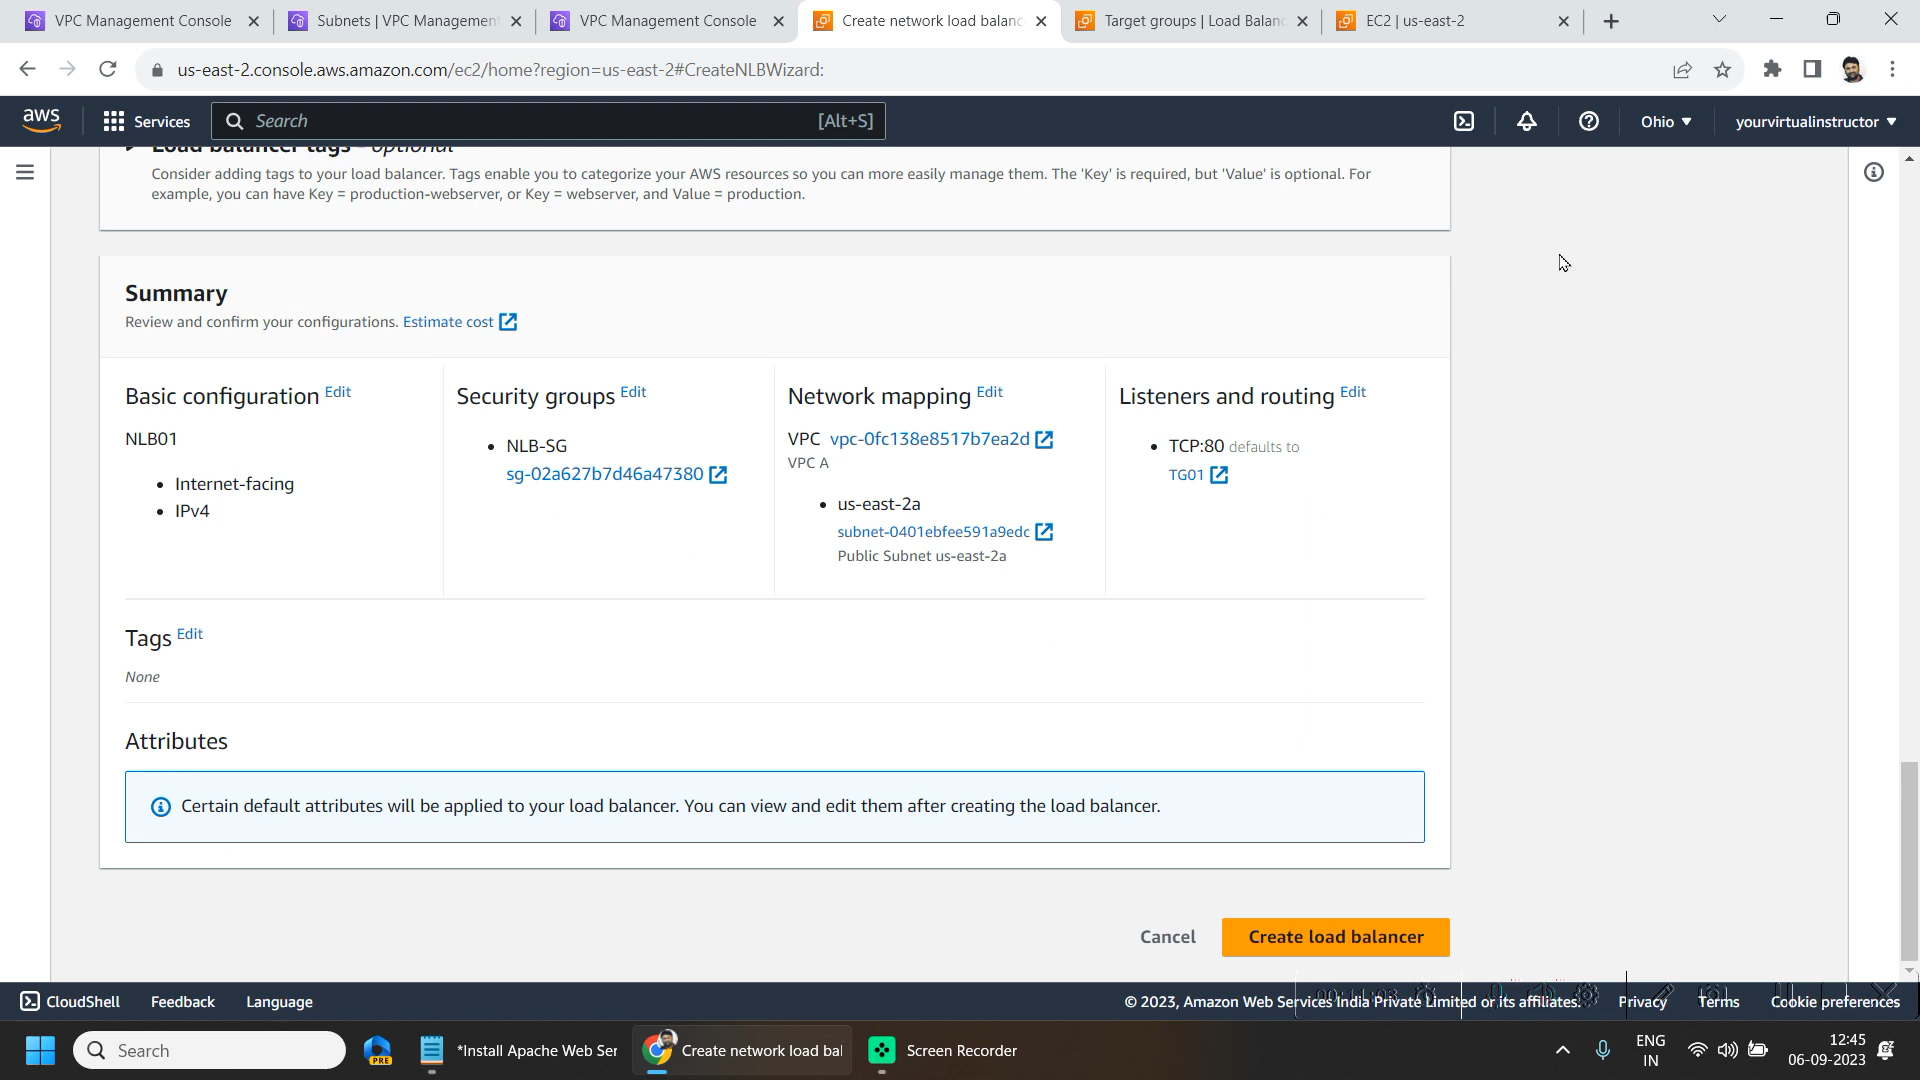 VPC Management Console
Subnets | VPC Management
VPC Management Console
Create network load balanc
Target groups | Load Balanc
EC2 | us-east-2
us-east-2.console.aws.amazon.com/ec2/home?region=us-east-2#CreateNLBWizard:
aws
Services
Search
[Alt+S]
Ohio
yourvirtualinstructor
Load balancer tags - optional
Consider adding tags to your load balancer. Tags enable you to categorize your AWS resources so you can more easily manage them. The 'Key' is required, but 'Value' is optional. For
example, you can have Key = production-webserver, or Key = webserver, and Value = production.
Summary
Review and confirm your configurations. Estimate cost
Basic configuration Edit
NLB01
• Internet-facing
• IPv4
Security groups Edit
• NLB-SG
sg-02a627b7d46a47380
Network mapping Edit
VPC vpc-0fc138e8517b7ea2d
VPC A
• us-east-2a
subnet-0401ebfee591a9edc
Public Subnet us-east-2a
Listeners and routing Edit
• TCP:80 defaults to
TG01
Tags Edit
None
Attributes
Certain default attributes will be applied to your load balancer. You can view and edit them after creating the load balancer.
Cancel
Create load balancer
CloudShell
Feedback
Language
© 2023, Amazon Web Services India Private Limited or its affiliates.
Privacy
Terms
Cookie preferences
Search
PRE
*Install Apache Web Ser
Create network load bal
Screen Recorder
ENG
IN
12:45
06-09-2023